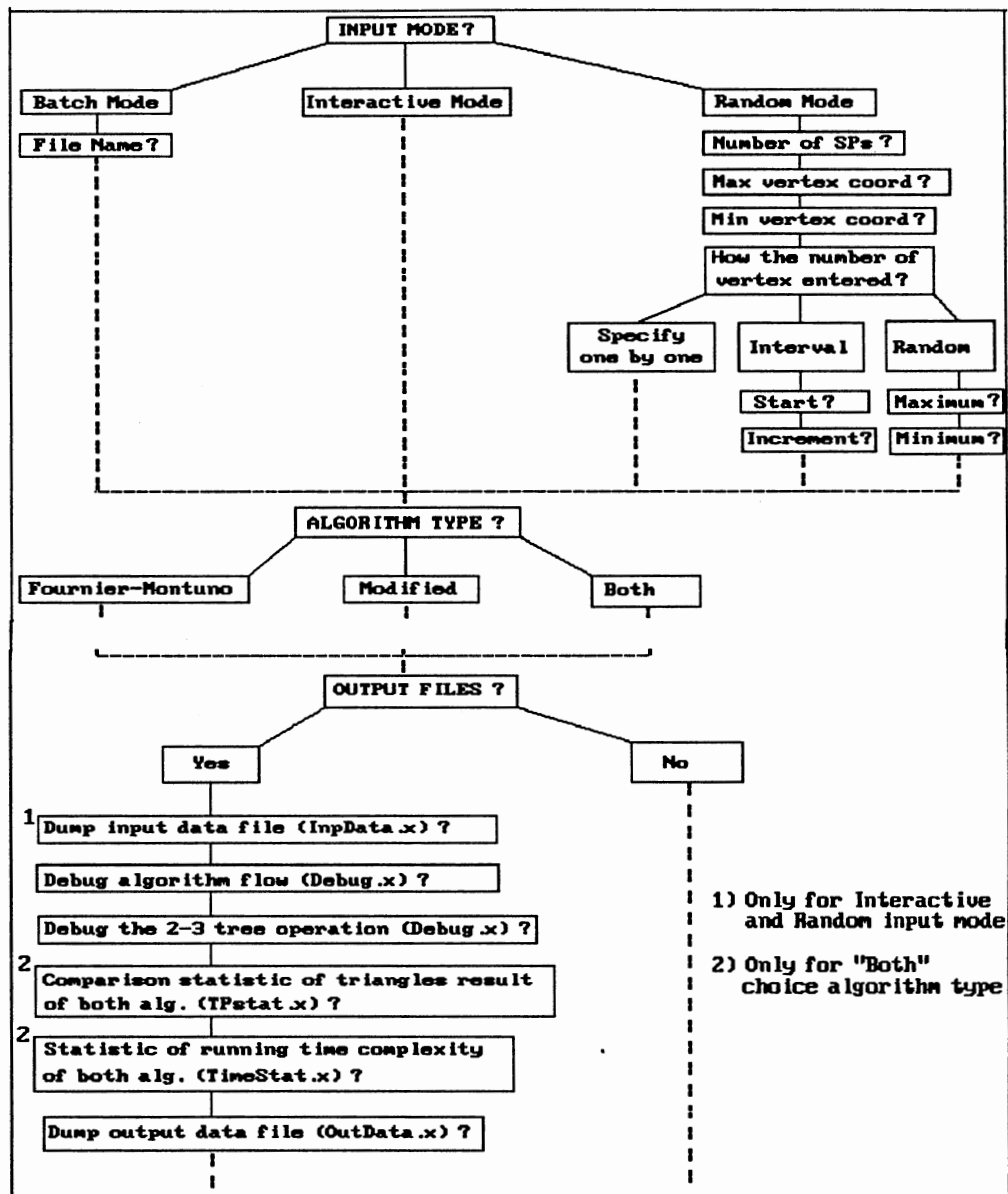 INPUT MODE?
Batch Mode
Interactive Mode
Random Mode
File Name?
Number of SPs ?
Max vertex coord?
Min vertex coord?
How the number of
vertex entered?
Specify
one by one
Interval
Random
Start?
Maximum?
Increment?
Minimum?
ALGORITHM TYPE ?
Fournier-Montuno
Modified
Both
OUTPUT FILES ?
Yes
No
1
Dump input data file (InpData.x) ?
Debug algorithm flow (Debug.x) ?
Debug the 2-3 tree operation (Debug.x) ?
2
Comparison statistic of triangles result
of both alg. (TPstat.x) ?
2
Statistic of running time complexity
of both alg. (TimeStat.x) ?
Dump output data file (OutData.x) ?
1) Only for Interactive
and Random input mode
2) Only for "Both"
choice algorithm type